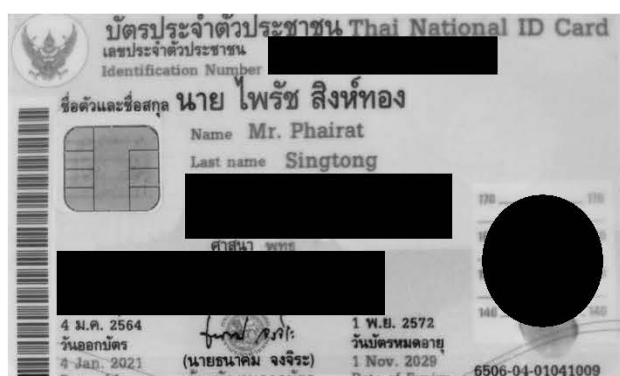 บัตรประจำตัวประชาชน Thai National ID Card
เลขประจำตัวประชาชน
Identification Number
ชื่อตัวและชื่อสกุล นาย ไพรัช สิงห์ทอง
Name Mr. Phairat
Last name Singtong
ศาสนา พุทธ
170 170
140 140
4 ม.ค. 2564
วันออกบัตร
4 Jan. 2021
(นายธนาคม จงจิระ)
1 พ.ย. 2572
วันบัตรหมดอายุ
1 Nov. 2029
6506-04-01041009